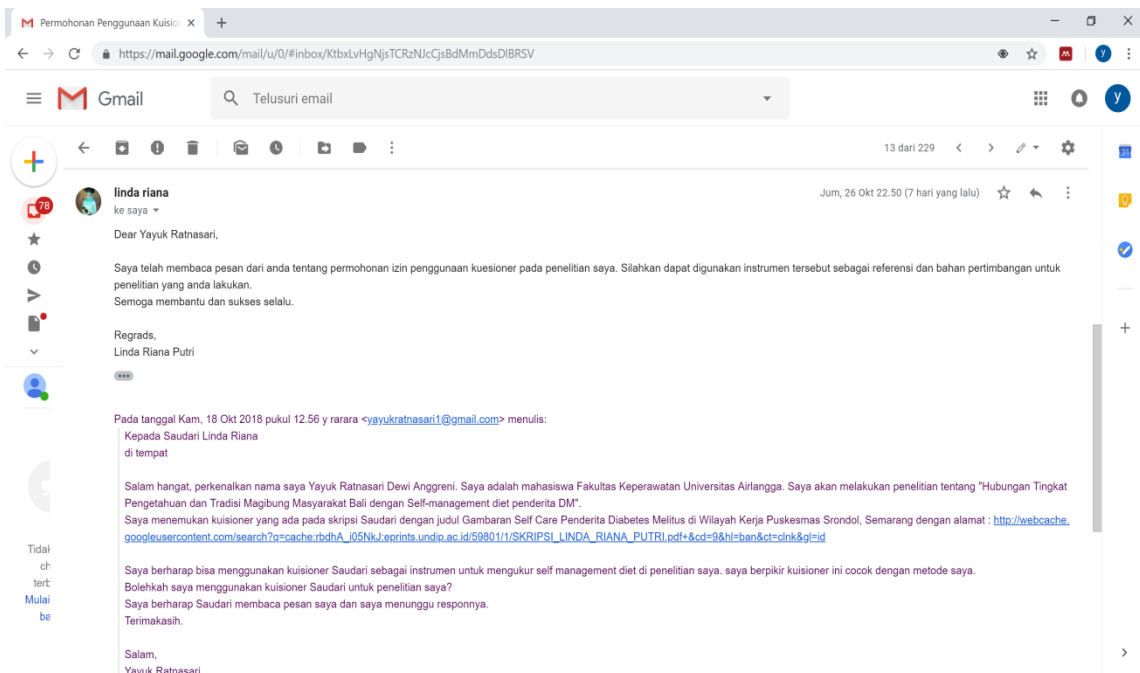 Permohonan Penggunaan Kuisio
https://mail.google.com/mail/u/0/#inbox/KtbxLvHgNjsTCRzNJcCjsBdMmDdsDlBRSV
y
Gmail
Telusuri email
y
13 dari 229
31
78
linda riana
Jum, 26 Okt 22.50 (7 hari yang lalu)
ke saya
Dear Yayuk Ratnasari,
Saya telah membaca pesan dari anda tentang permohonan izin penggunaan kuesioner pada penelitian saya. Silahkan dapat digunakan instrumen tersebut sebagai referensi dan bahan pertimbangan untuk
penelitian yang anda lakukan.
Semoga membantu dan sukses selalu.
Regrads,
Linda Riana Putri
Pada tanggal Kam, 18 Okt 2018 pukul 12.56 y rarara <yayukratnasari1@gmail.com> menulis:
Kepada Saudari Linda Riana
di tempat
Salam hangat, perkenalkan nama saya Yayuk Ratnasari Dewi Anggreni. Saya adalah mahasiswa Fakultas Keperawatan Universitas Airlangga. Saya akan melakukan penelitian tentang "Hubungan Tingkat
Pengetahuan dan Tradisi Magibung Masyarakat Bali dengan Self-management diet penderita DM".
Saya menemukan kuisioner yang ada pada skripsi Saudari dengan judul Gambaran Self Care Penderita Diabetes Melitus di Wilayah Kerja Puskesmas Srondol, Semarang dengan alamat : http://webcache.
googleusercontent.com/search?q=cache:rbdhA_i05NkJ:eprints.undip.ac.id/59801/1/SKRIPSI_LINDA_RIANA_PUTRI.pdf+&cd=9&hl=ban&ct=clnk&gl=id
Saya berharap bisa menggunakan kuisioner Saudari sebagai instrumen untuk mengukur self management diet di penelitian saya. saya berpikir kuisioner ini cocok dengan metode saya.
Bolehkah saya menggunakan kuisioner Saudari untuk penelitian saya?
Saya berharap Saudari membaca pesan saya dan saya menunggu responnya.
Terimakasih.
Salam,
Yayuk Ratnasari
Tidak
ch
terb
Mulai
ba